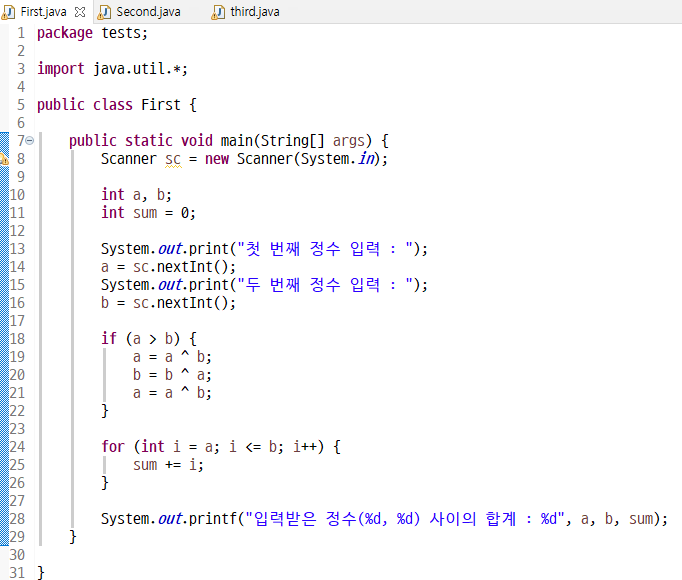 First.java Second.java third.java
1 package tests;
2
3 import java.util.*;
4
5 public class First {
6
7 public static void main(String[] args) {
8 Scanner sc = new Scanner(System.in);
9
10 int a, b;
11 int sum = 0;
12
13 System.out.print("첫 번째 정수 입력 : ");
14 a = sc.nextInt();
15 System.out.print("두 번째 정수 입력 : ");
16 b = sc.nextInt();
17
18 if (a > b) {
19 a = a ^ b;
20 b = b ^ a;
21 a = a ^ b;
22 }
23
24 for (int i = a; i <= b; i++) {
25 sum += i;
26 }
27
28 System.out.printf("입력받은 정수(%d, %d) 사이의 합계 : %d", a, b, sum);
29 }
30
31 }